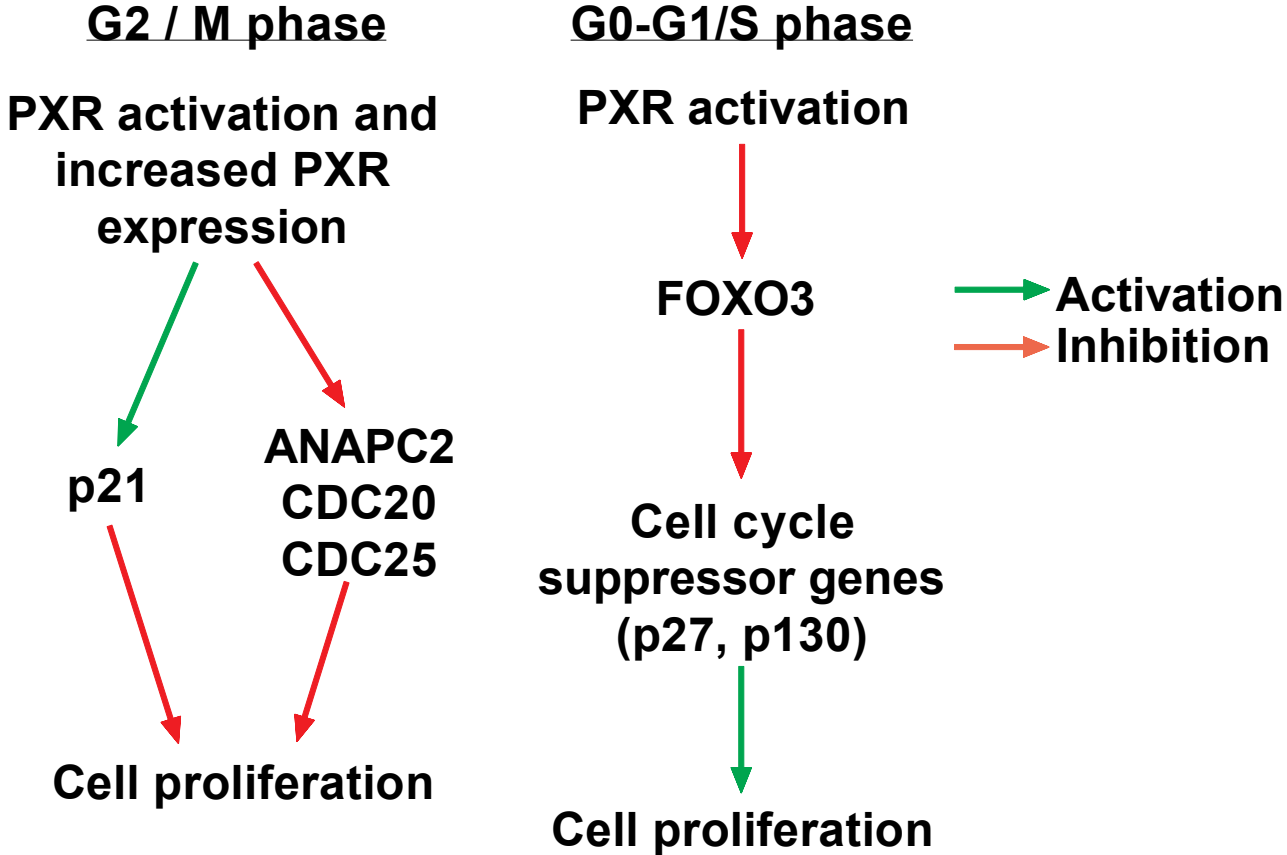 G2 / M phase
PXR activation and
increased PXR
expression
p21
ANAPC2
CDC20
CDC25
Cell proliferation
G0-G1/S phase
PXR activation
FOXO3
Cell cycle
suppressor genes
(p27, p130)
Cell proliferation
Activation
Inhibition